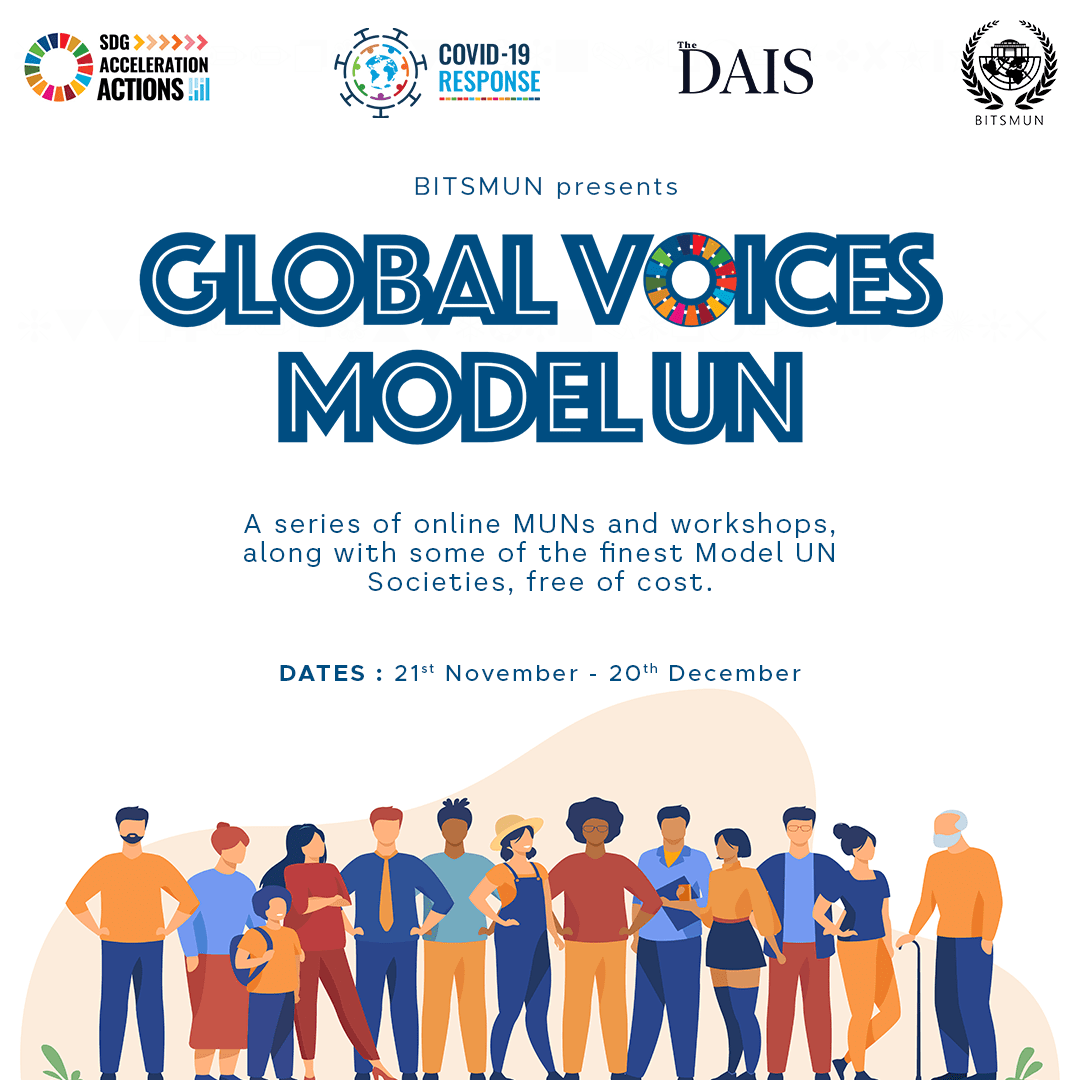 SDG
ACCELERATION
ACTIONS
COVID-19
RESPONSE
The
DAIS
BITSMUN
BITSMUN presents
GLOBAL VOICES
MODEL UN
A series of online MUNs and workshops,
along with some of the finest Model UN
Societies, free of cost.
DATES : 21st November - 20th December